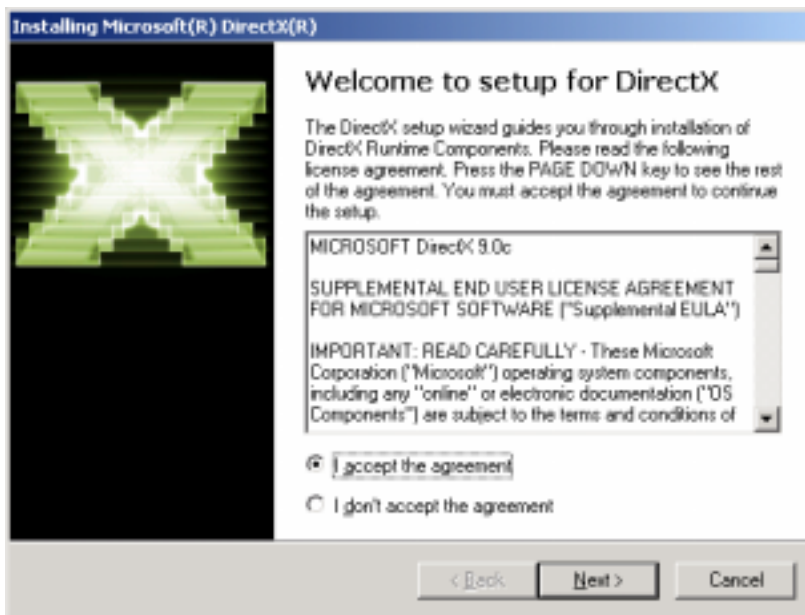 Installing Microsoft(R) DirectX(R)
Welcome to setup for DirectX
The DirectX setup wizard guides you through installation of
DirectX Runtime Components. Please read the following
license agreement. Press the PAGE DOWN key to see the rest
of the agreement. You must accept the agreement to continue
the setup.
MICROSOFT DirectX 9.0c
SUPPLEMENTAL END USER LICENSE AGREEMENT
FOR MICROSOFT SOFTWARE ("Supplemental EULA")
IMPORTANT: READ CAREFULLY - These Microsoft
Corporation ("Microsoft") operating system components,
including any "online" or electronic documentation ("OS
Components") are subject to the terms and conditions of
I accept the agreement
I don't accept the agreement
< Back
Next >
Cancel